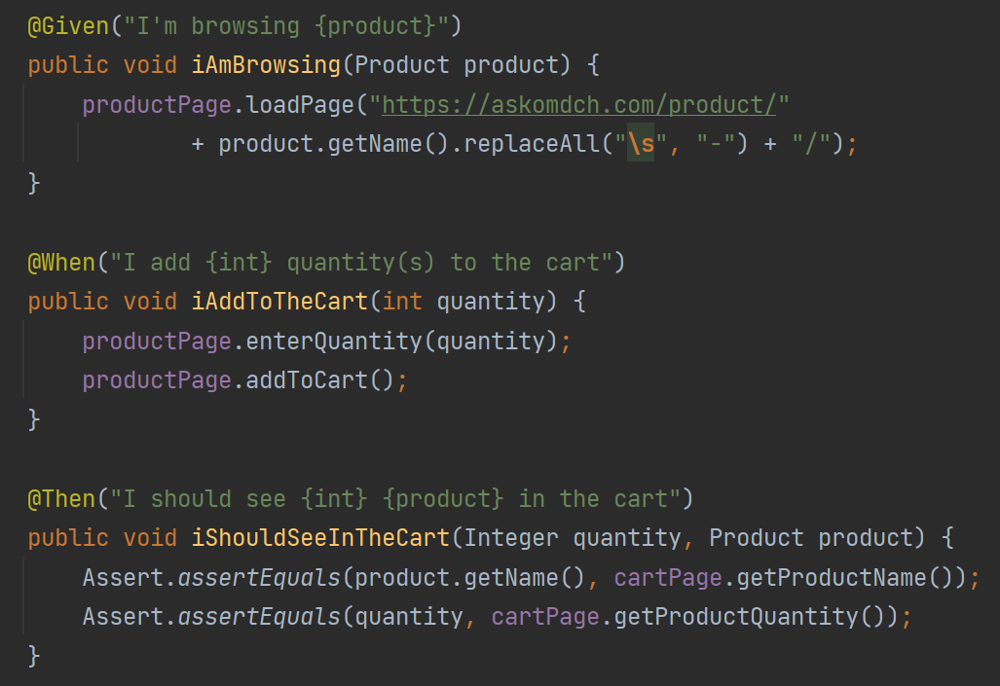 @Given("I'm browsing {product}")
public void iAmBrowsing(Product product) {
productPage.loadPage("https://askomdch.com/product/"
+ product.getName().replaceAll("\s", "-") + "/");
}
@When("I add {int} quantity(s) to the cart")
public void iAddToTheCart(int quantity) {
productPage.enterQuantity(quantity);
productPage.addToCart();
}
@Then("I should see {int} {product} in the cart")
public void iShouldSeeInTheCart(Integer quantity, Product product) {
Assert.assertEquals(product.getName(), cartPage.getProductName());
Assert.assertEquals(quantity, cartPage.getProductQuantity());
}